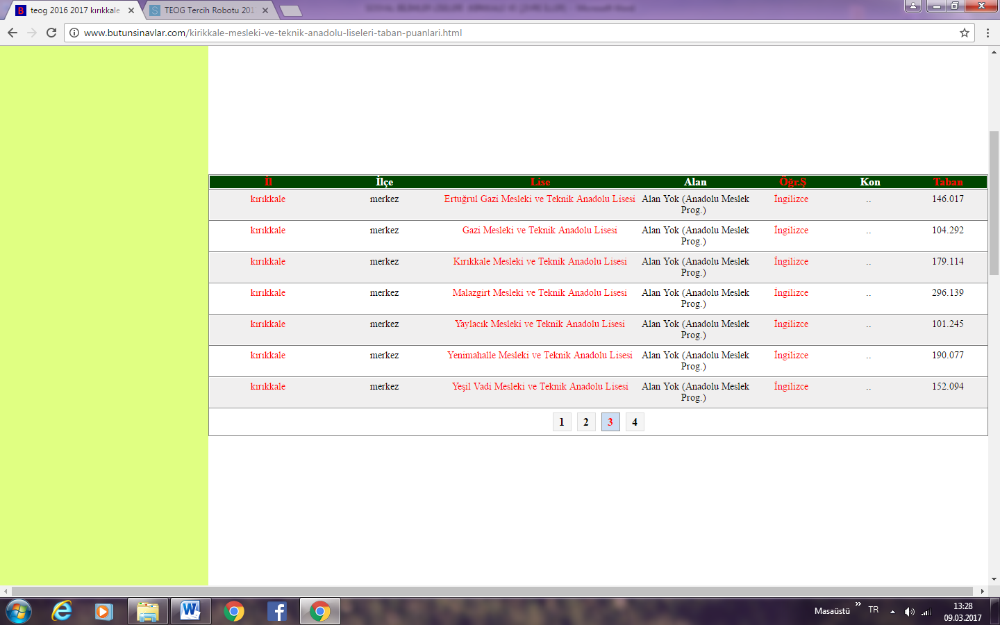 teog 2016 2017 kırıkkale
TEOG Tercih Robotu 201
www.butunsinavlar.com/kirikkale-mesleki-ve-teknik-anadolu-liseleri-taban-puanlari.html
İl İlçe Lise Alan Öğr.Ş Kon Taban
kırıkkale merkez Ertuğrul Gazi Mesleki ve Teknik Anadolu Lisesi Alan Yok (Anadolu Meslek İngilizce .. 146.017
Prog.)
kırıkkale merkez Gazi Mesleki ve Teknik Anadolu Lisesi Alan Yok (Anadolu Meslek İngilizce .. 104.292
Prog.)
kırıkkale merkez Kırıkkale Mesleki ve Teknik Anadolu Lisesi Alan Yok (Anadolu Meslek İngilizce .. 179.114
Prog.)
kırıkkale merkez Malazgirt Mesleki ve Teknik Anadolu Lisesi Alan Yok (Anadolu Meslek İngilizce .. 296.139
Prog.)
kırıkkale merkez Yaylacık Mesleki ve Teknik Anadolu Lisesi Alan Yok (Anadolu Meslek İngilizce .. 101.245
Prog.)
kırıkkale merkez Yenimahalle Mesleki ve Teknik Anadolu Lisesi Alan Yok (Anadolu Meslek İngilizce .. 190.077
Prog.)
kırıkkale merkez Yeşil Vadi Mesleki ve Teknik Anadolu Lisesi Alan Yok (Anadolu Meslek İngilizce .. 152.094
Prog.)
1 2 3 4
Masaüstü » TR 13:28
09.03.2017